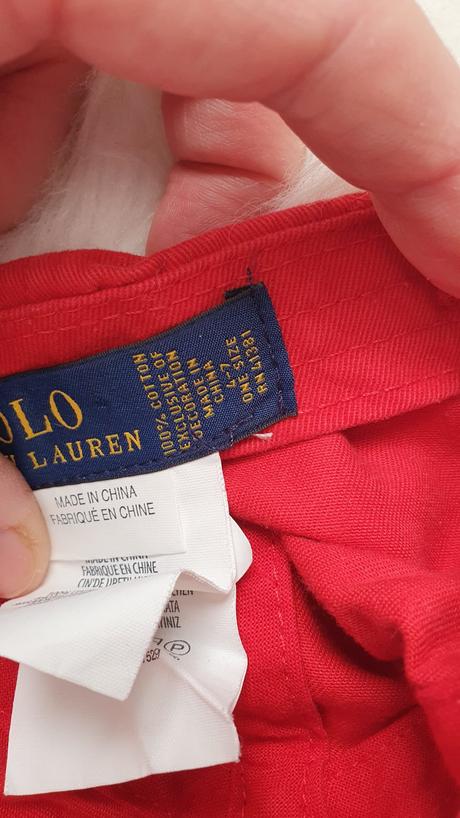 OLO
LAUREN
100% COTTON
EXCLUSIVE OF
DECORATION
MADE IN
CHINA
4-7
ONE SIZE
RN 41381
MADE IN CHINA
FABRIQUÉ EN CHINE
MADE IN CHINA
FABRIQUÉ EN CHINE
P